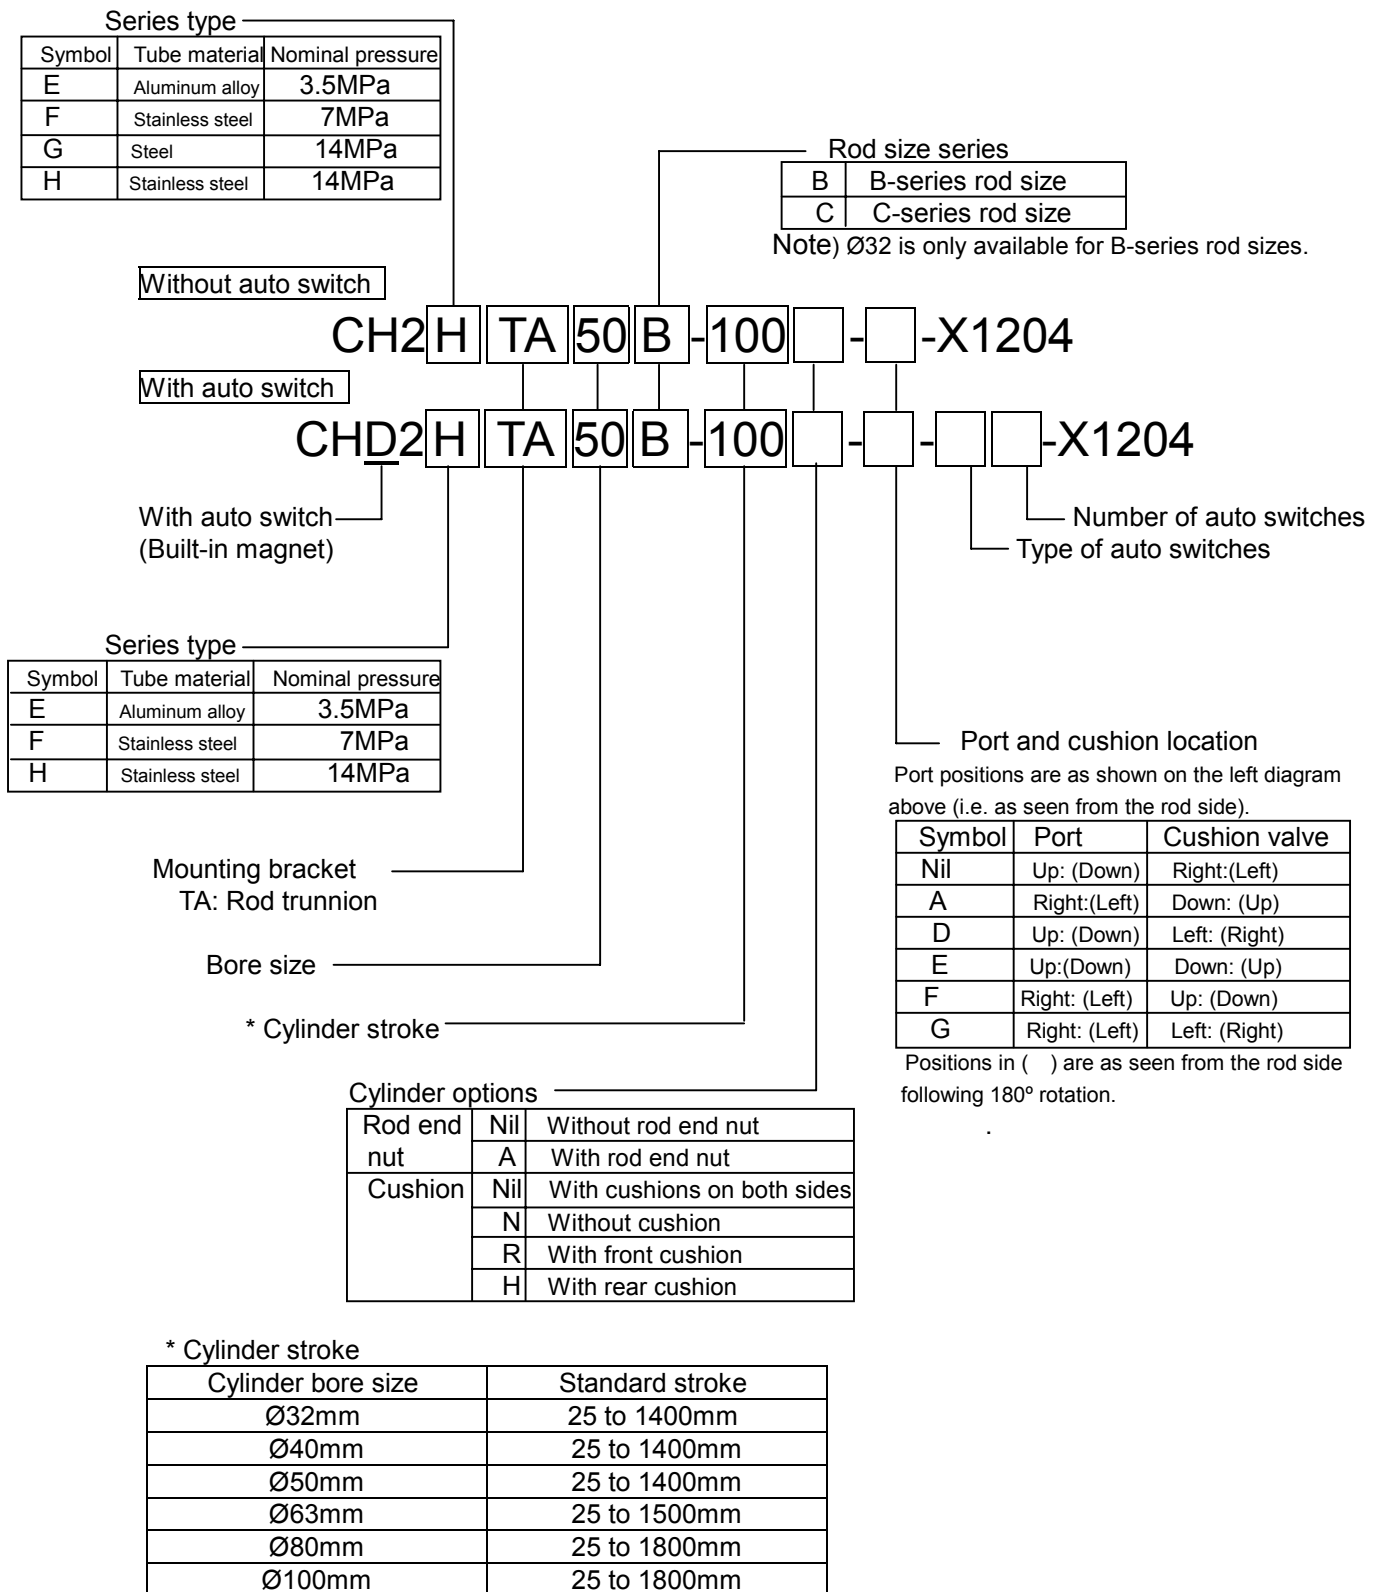 Series type
Symbol Tube material Nominal pressure
E Aluminum alloy 3.5MPa
F Stainless steel 7MPa
G Steel 14MPa
H Stainless steel 14MPa
Rod size series
B B-series rod size
C C-series rod size
Note) Ø32 is only available for B-series rod sizes.
Without auto switch
CH2 H TA 50 B -100 - -X1204
With auto switch
CHD2 H TA 50 B -100 - - -X1204
With auto switch
(Built-in magnet)
Number of auto switches
Type of auto switches
Series type
Symbol Tube material Nominal pressure
E Aluminum alloy 3.5MPa
F Stainless steel 7MPa
H Stainless steel 14MPa
Port and cushion location
Port positions are as shown on the left diagram
above (i.e. as seen from the rod side).
Symbol Port Cushion valve
Nil Up: (Down) Right:(Left)
A Right:(Left) Down: (Up)
D Up: (Down) Left: (Right)
E Up:(Down) Down: (Up)
F Right: (Left) Up: (Down)
G Right: (Left) Left: (Right)
Positions in ( ) are as seen from the rod side
following 180º rotation.
.
Mounting bracket
TA: Rod trunnion
Bore size
* Cylinder stroke
Cylinder options
Rod end Nil Without rod end nut
nut A With rod end nut
Cushion Nil With cushions on both sides
N Without cushion
R With front cushion
H With rear cushion
* Cylinder stroke
Cylinder bore size Standard stroke
Ø32mm 25 to 1400mm
Ø40mm 25 to 1400mm
Ø50mm 25 to 1400mm
Ø63mm 25 to 1500mm
Ø80mm 25 to 1800mm
Ø100mm 25 to 1800mm